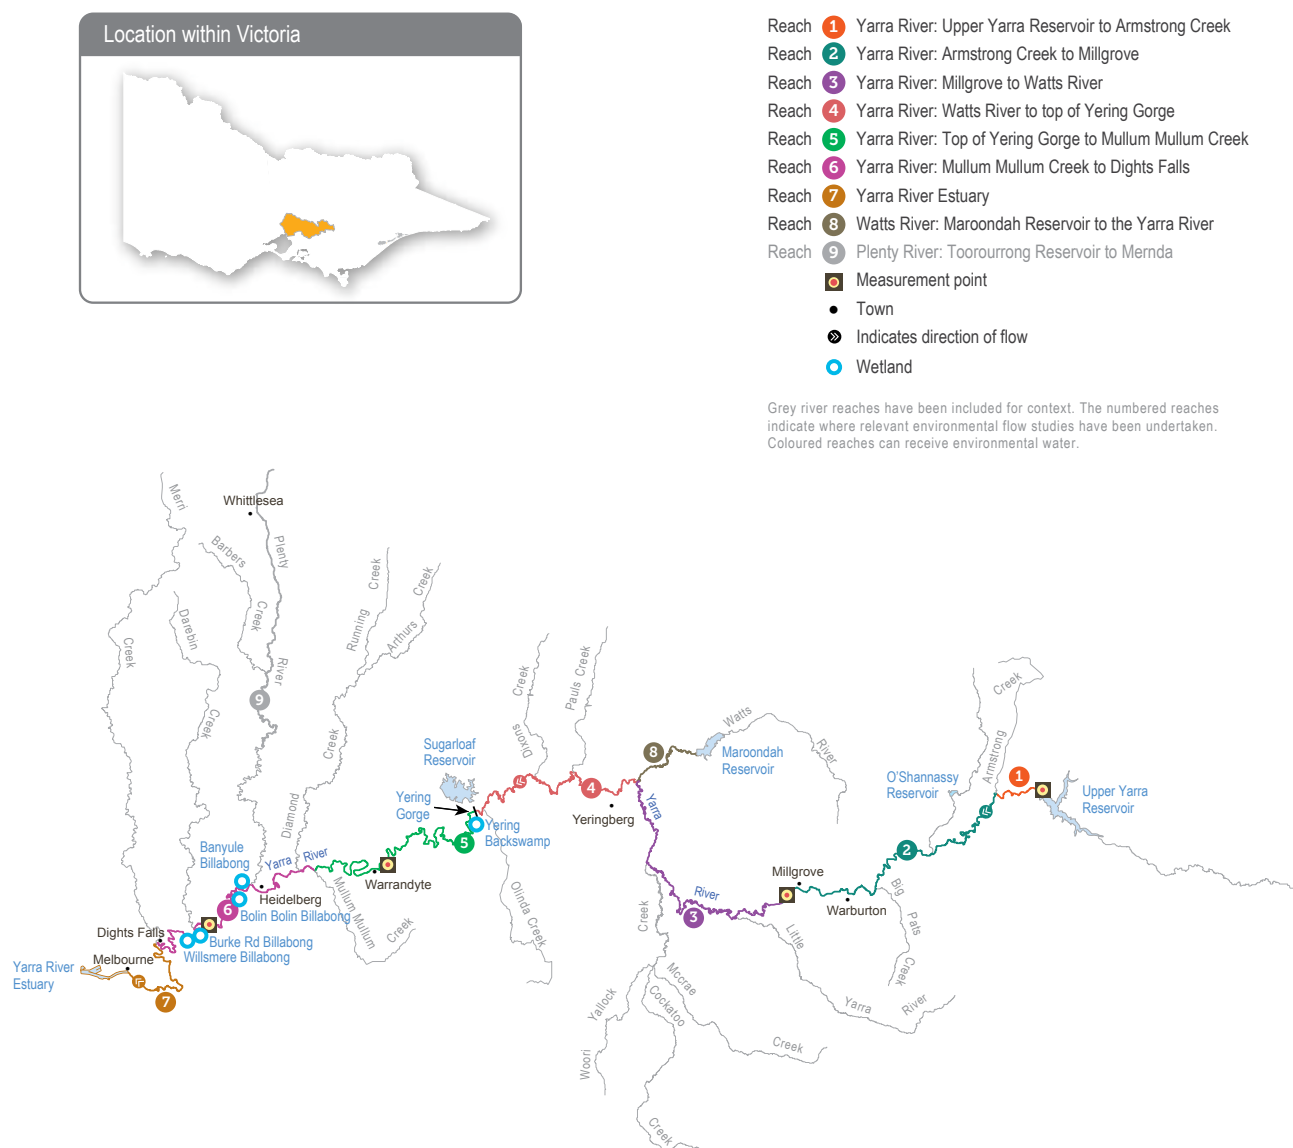 Location within Victoria
Reach 1 Yarra River: Upper Yarra Reservoir to Armstrong Creek
Reach 2 Yarra River: Armstrong Creek to Millgrove
Reach 3 Yarra River: Millgrove to Watts River
Reach 4 Yarra River: Watts River to top of Yering Gorge
Reach 5 Yarra River: Top of Yering Gorge to Mullum Mullum Creek
Reach 6 Yarra River: Mullum Mullum Creek to Dights Falls
Reach 7 Yarra River Estuary
Reach 8 Watts River: Maroondah Reservoir to the Yarra River
Reach 9 Plenty River: Toorourrong Reservoir to Mernda
Measurement point
Town
Indicates direction of flow
Wetland
Grey river reaches have been included for context. The numbered reaches
indicate where relevant environmental flow studies have been undertaken.
Coloured reaches can receive environmental water.
Merri
Creek
Whittlesea
Barbers
Creek
Plenty
River
Darebin
Creek
9
Running
Creek
Arthurs
Creek
Diamond
Creek
Dixons
Creek
Pauls Creek
Sugarloaf
Reservoir
Yering
Gorge
Yering
Backswamp
5
4
Yeringberg
8
Watts
River
Maroondah
Reservoir
Armstrong
Creek
O'Shannassy
Reservoir
1
Upper Yarra
Reservoir
2
Yarra
River
Millgrove
Warburton
3
Big
Pats
Creek
Little
Yarra
River
Creek
Woori
Yallock
Mccrae
Creek
Cockatoo
Creek
Olinda Creek
Banyule
Billabong
Yarra
River
Warrandyte
Mullum Mullum
Creek
Heidelberg
6
Bolin Bolin Billabong
Burke Rd Billabong
Willsmere Billabong
Dights Falls
Melbourne
Yarra River
Estuary
7